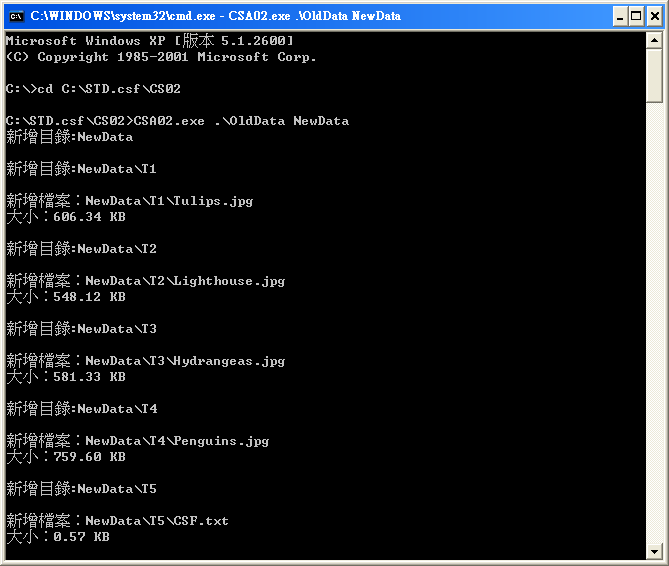 C:\WINDOWS\system32\cmd.exe - CSA02.exe .\OldData NewData
Microsoft Windows XP [版本 5.1.2600]
(C) Copyright 1985-2001 Microsoft Corp.
C:\>cd C:\STD.csf\CS02
C:\STD.csf\CS02>CSA02.exe .\OldData NewData
新增目錄:NewData
新增目錄:NewData\T1
新增檔案：NewData\T1\Tulips.jpg
大小：606.34 KB
新增目錄:NewData\T2
新增檔案：NewData\T2\Lighthouse.jpg
大小：548.12 KB
新增目錄:NewData\T3
新增檔案：NewData\T3\Hydrangeas.jpg
大小：581.33 KB
新增目錄:NewData\T4
新增檔案：NewData\T4\Penguins.jpg
大小：759.60 KB
新增目錄:NewData\T5
新增檔案：NewData\T5\CSF.txt
大小：0.57 KB